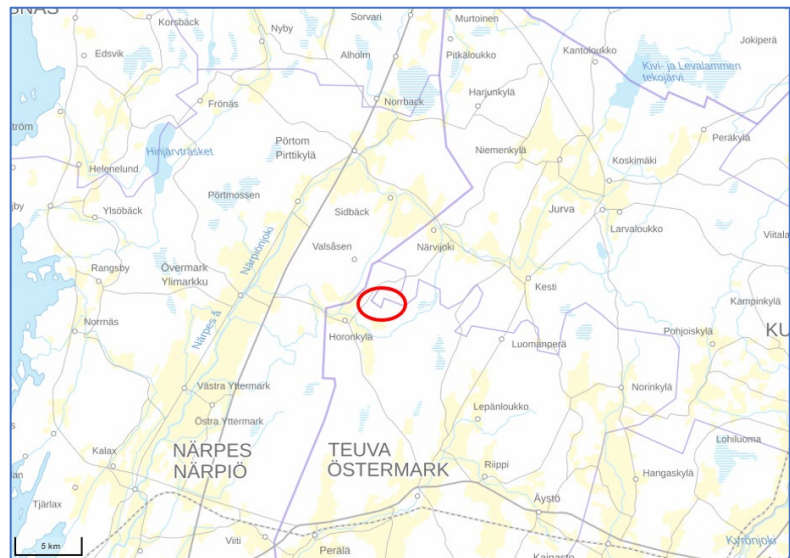 SNÄS
Korsbäck
Sorvari
Murtoinen
Nyby
Jokiperä
Edsvik
Alholm
Pitkäloukko
Kantoloukko
Kivi- ja Levalammen
tekojärvi
Frönäs
Norrback
Harjunkylä
tröm
Pörtom
Pirttikylä
Peräkylä
Hinjärvträsket
Niemenkylä
Koskimäki
Helenelund
Pörtmossen
by
Ylsöbäck
Sidbäck
Jurva
Larvaloukko
Viitala
Valsåsen
Närvijoki
Närpiönjoki
Rangsby
Övermark
Ylimarkku
Kesti
Kampinkylä
Norrnäs
Närpes å
Horonkylä
Luomanperä
Pohjoiskylä
KU
Västra Yttermark
Norinkylä
Östra Yttermark
Lepänloukko
Kalax
NÄRPES
NÄRPIÖ
TEUVA
ÖSTERMARK
Lohiluoma
Riippi
Hangaskylä
Tjärlax
Äystö
5 km
Viiti
Perälä
Kainasto
Kyrönjoki